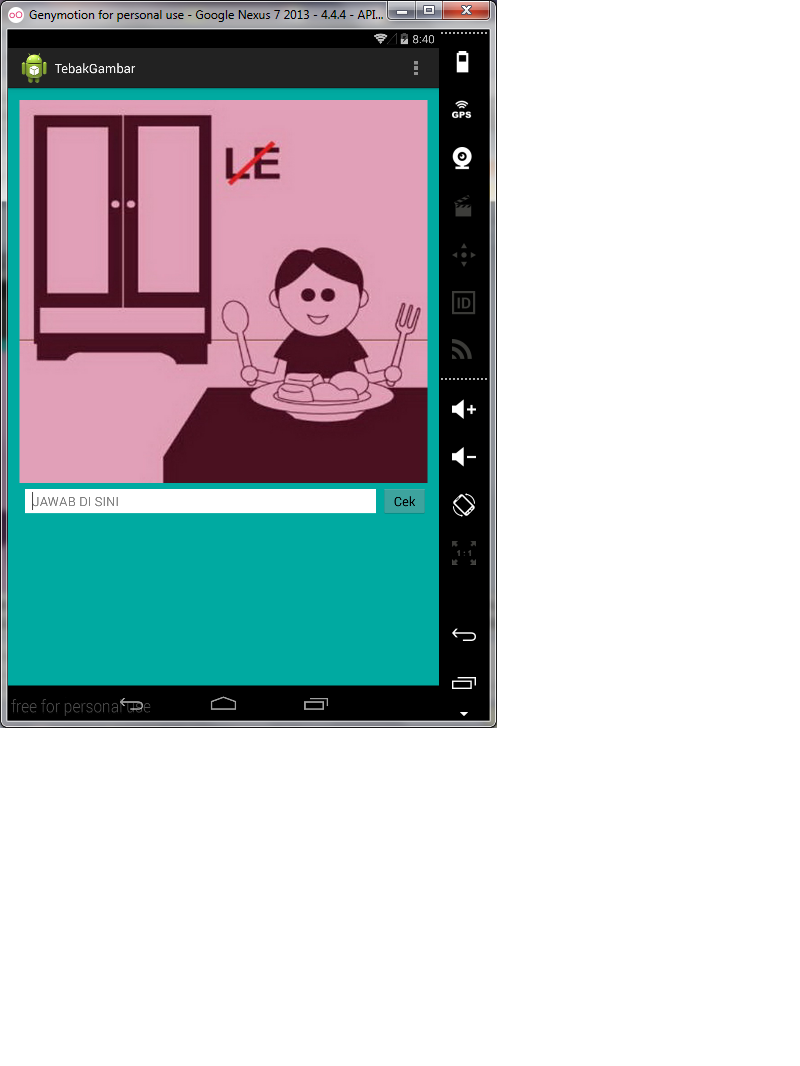 Genymotion for personal use - Google Nexus 7 2013 - 4.4.4 - API...
8:40
TebakGambar
GPS
LE
ID
JAWAB DI SINI
Cek
1:1
free for personal use